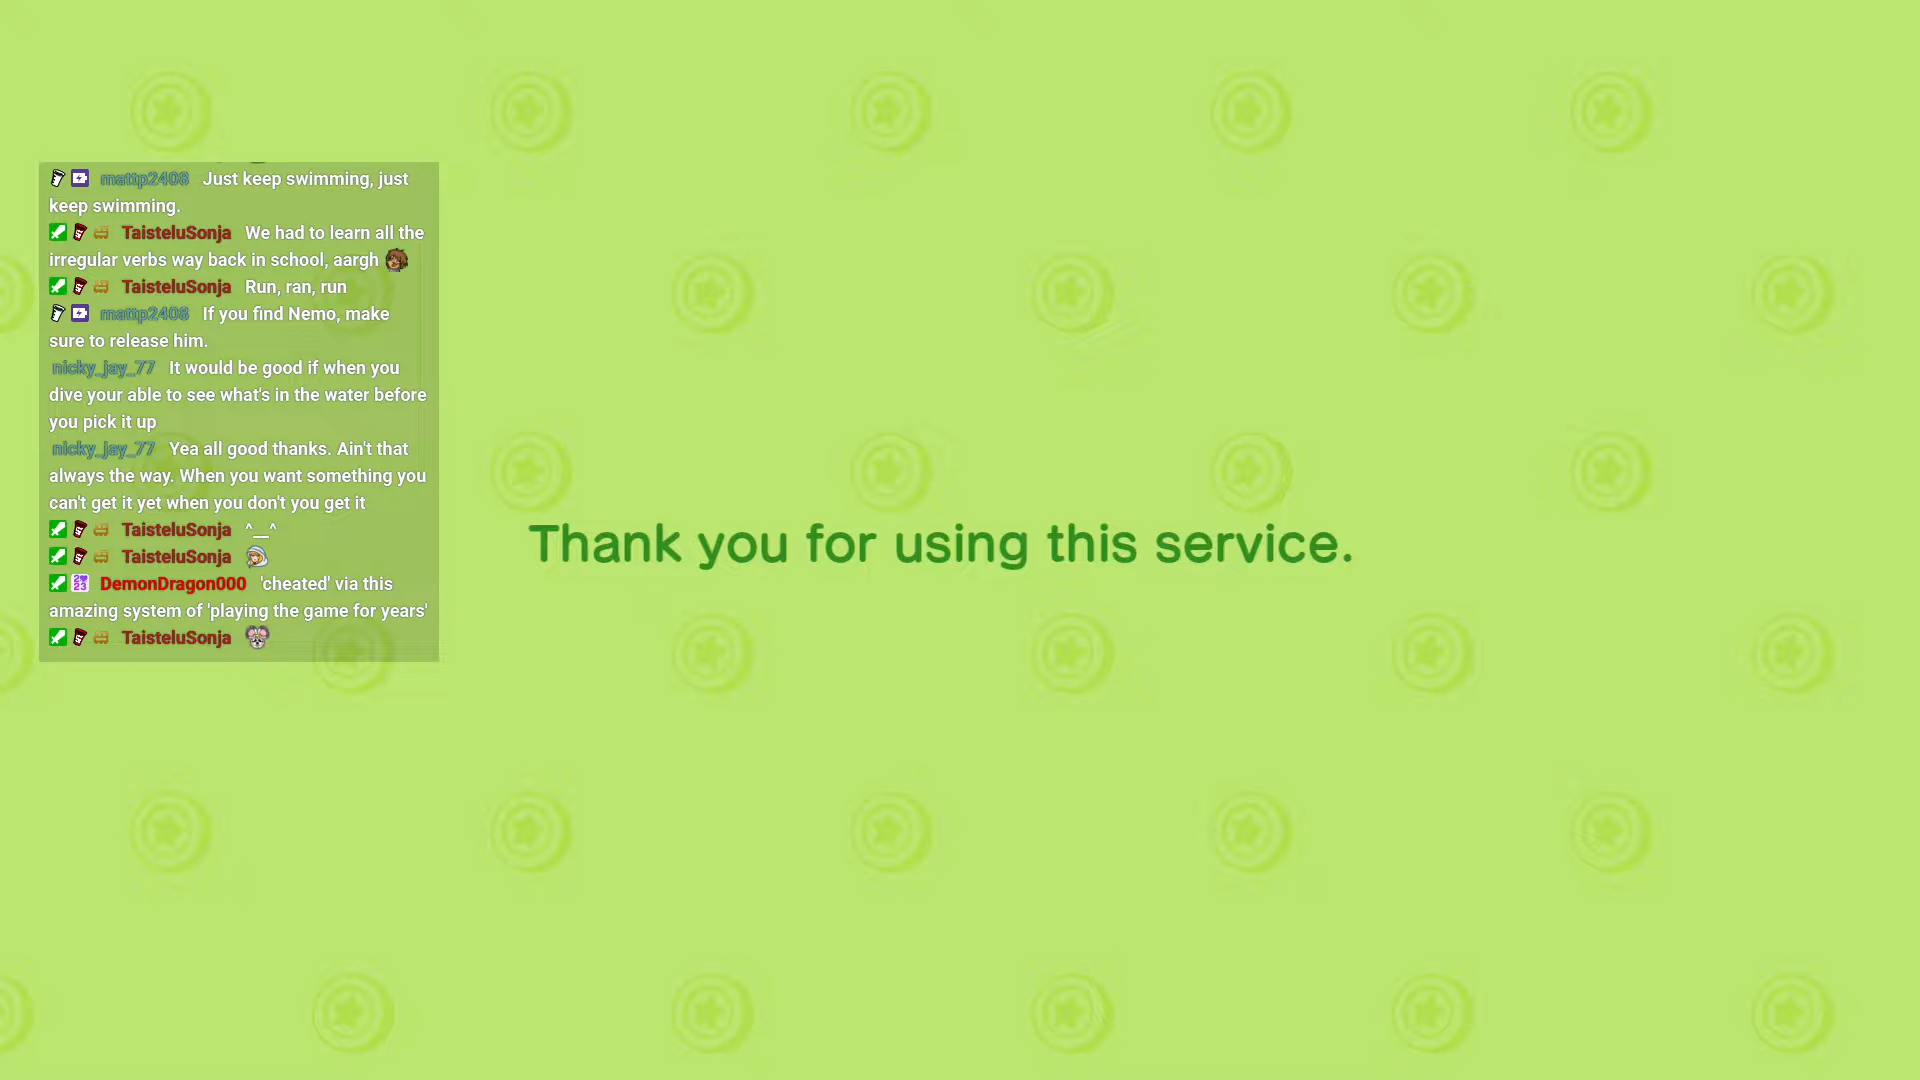 mattp2408 Just keep swimming, just
keep swimming.
TaisteluSonja We had to learn all the
irregular verbs way back in school, aargh
TaisteluSonja Run, ran, run
mattp2408 If you find Nemo, make
sure to release him.
nicky_jay_77 It would be good if when you
dive your able to see what's in the water before
you pick it up
nicky_jay_77 Yea all good thanks. Ain't that
always the way. When you want something you
can't get it yet when you don't you get it
TaisteluSonja ^__^
TaisteluSonja
DemonDragon000 'cheated' via this
amazing system of 'playing the game for years'
TaisteluSonja
Thank you for using this service.